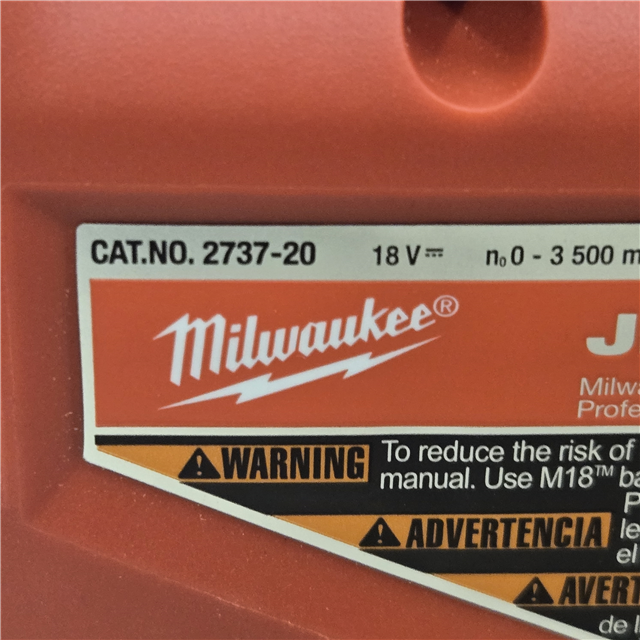 CAT.NO. 2737-20 18 V⎓ n₀ 0 - 3 500 m
Milwaukee®
J
Milwa
Profe
⚠WARNING To reduce the risk of
manual. Use M18™ ba
P
⚠ADVERTENCIA le
el
⚠AVERT
de l